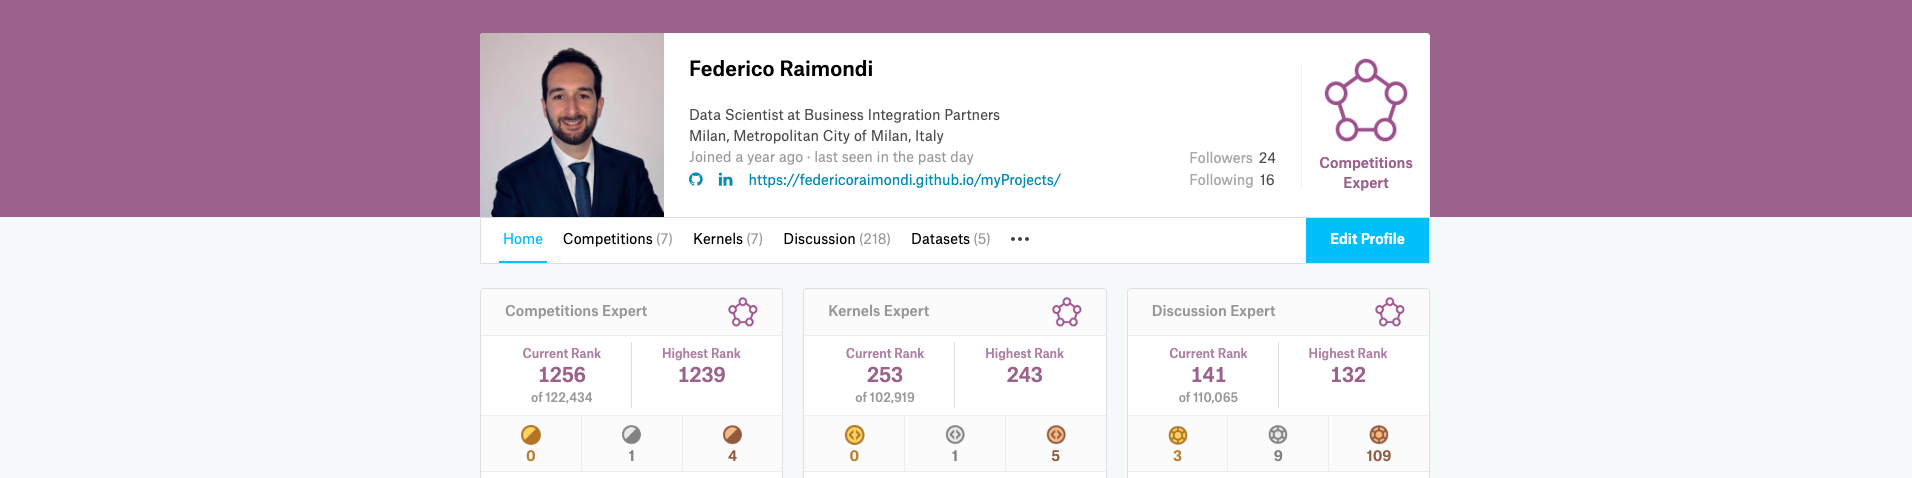 Federico Raimondi
Data Scientist at Business Integration Partners
Milan, Metropolitan City of Milan, Italy
Joined a year ago · last seen in the past day
https://federicoraimondi.github.io/myProjects/
Followers 24
Following 16
Competitions
Expert
Home Competitions (7) Kernels (7) Discussion (218) Datasets (5) •••
Edit Profile
Competitions Expert
Current Rank Highest Rank
1256 1239
of 122,434
0 1 4
Kernels Expert
Current Rank Highest Rank
253 243
of 102,919
0 1 5
Discussion Expert
Current Rank Highest Rank
141 132
of 110,065
3 9 109